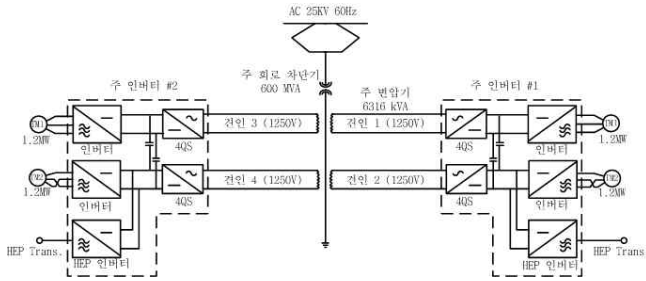 AC 25KV 60Hz
주 회로 차단기
600 MVA
주 변압기
6316 kVA
주 인버터 #2
주 인버터 #1
TM1
1.2MW
인버터
4QS
견인 3 (1250V)
견인 1 (1250V)
4QS
인버터
TM1
1.2MW
TM2
1.2MW
인버터
4QS
견인 4 (1250V)
견인 2 (1250V)
4QS
인버터
TM2
1.2MW
HEP Trans.
HEP 인버터
HEP 인버터
HEP Trans.